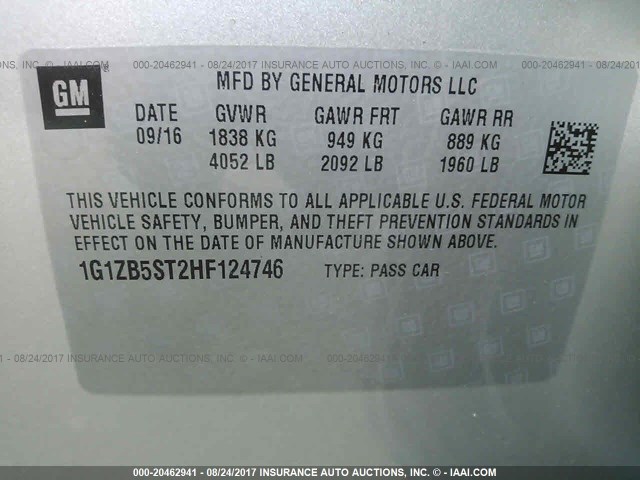 000-20462941 - 08/24/2017 INSURANCE AUTO AUCTIONS - © - IAAI.COM
GM
MFD BY GENERAL MOTORS LLC
DATE GVWR GAWR FRT GAWR RR
09/16 1838 KG 949 KG 889 KG
4052 LB 2092 LB 1960 LB
THIS VEHICLE CONFORMS TO ALL APPLICABLE U.S. FEDERAL MOTOR
VEHICLE SAFETY, BUMPER, AND THEFT PREVENTION STANDARDS IN
EFFECT ON THE DATE OF MANUFACTURE SHOWN ABOVE.
1G1ZB5ST2HF124746 TYPE: PASS CAR
000-20462941 - 08/24/2017 INSURANCE AUTO AUCTIONS - © - IAAI.COM